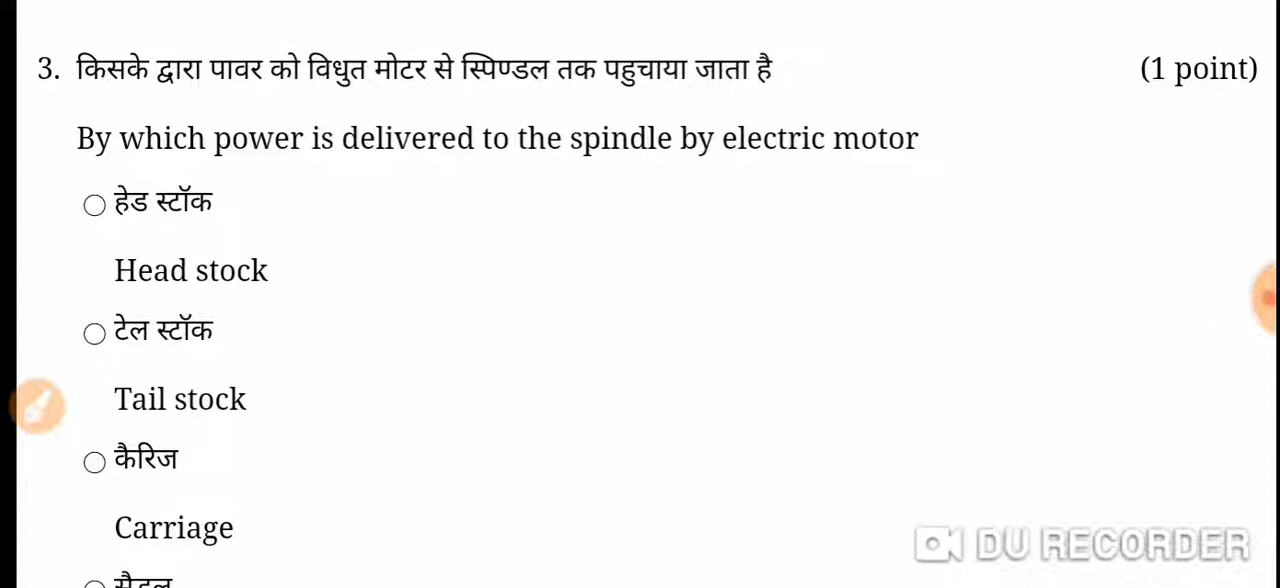 3. किसके द्वारा पावर को विधुत मोटर से स्पिण्डल तक पहुचाया जाता है (1 point)
By which power is delivered to the spindle by electric motor
हेड स्टॉक
Head stock
टेल स्टॉक
Tail stock
कैरिज
Carriage
सैडल
DU RECORDER